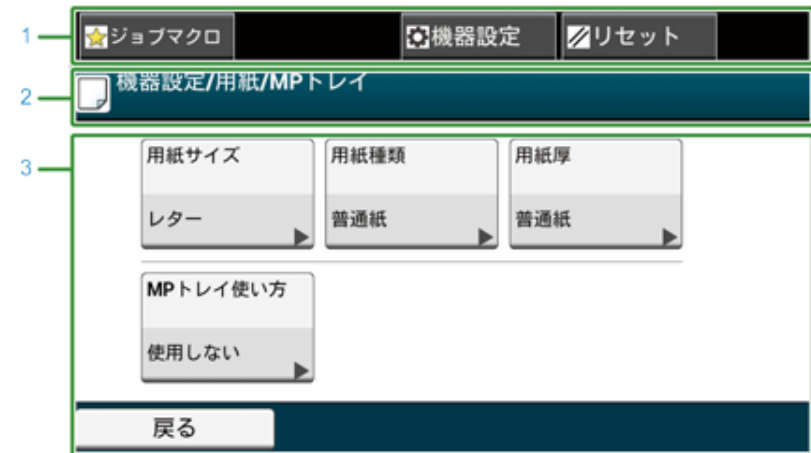 1
ジョブマクロ 機器設定 リセット
2
機器設定/用紙/MPトレイ
3
用紙サイズ 用紙種類 用紙厚
レター 普通紙 普通紙
MPトレイ使い方
使用しない
戻る